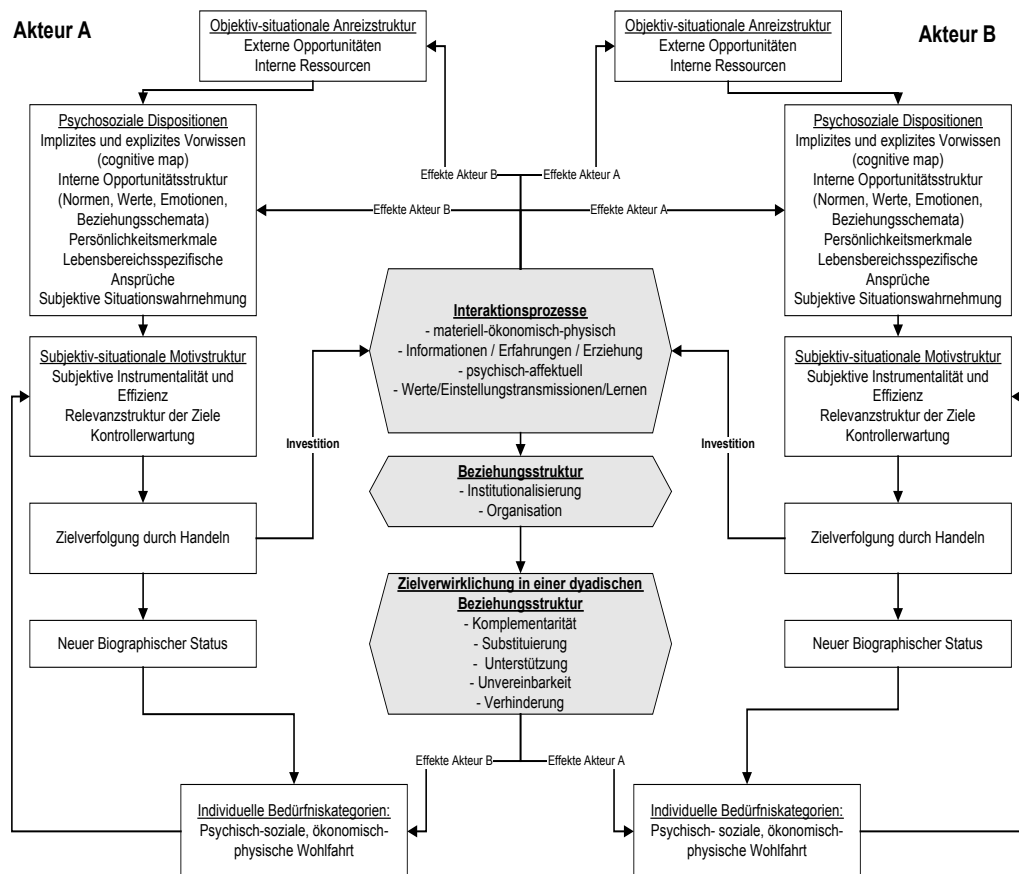 Akteur A
Objektiv-situationale Anreizstruktur
Externe Opportunitäten
Interne Ressourcen
Psychosoziale Dispositionen
Implizites und explizites Vorwissen
(cognitive map)
Interne Opportunitätsstruktur
(Normen, Werte, Emotionen,
Beziehungsschemata)
Persönlichkeitsmerkmale
Lebensbereichsspezifische
Ansprüche
Subjektive Situationswahrnehmung
Subjektiv-situationale Motivstruktur
Subjektive Instrumentalität und
Effizienz
Relevanzstruktur der Ziele
Kontrollerwartung
Zielverfolgung durch Handeln
Neuer Biographischer Status
Individuelle Bedürfniskategorien:
Psychisch-soziale, ökonomisch-
physische Wohlfahrt
Effekte Akteur B
Effekte Akteur A
Effekte Akteur B
Effekte Akteur A
Interaktionsprozesse
- materiell-ökonomisch-physisch
- Informationen / Erfahrungen / Erziehung
- psychisch-affektuell
- Werte/Einstellungstransmissionen/Lernen
Investition
Investition
Beziehungsstruktur
- Institutionalisierung
- Organisation
Zielverwirklichung in einer dyadischen
Beziehungsstruktur
- Komplementarität
- Substituierung
- Unterstützung
- Unvereinbarkeit
- Verhinderung
Effekte Akteur B
Effekte Akteur A
Akteur B
Objektiv-situationale Anreizstruktur
Externe Opportunitäten
Interne Ressourcen
Psychosoziale Dispositionen
Implizites und explizites Vorwissen
(cognitive map)
Interne Opportunitätsstruktur
(Normen, Werte, Emotionen,
Beziehungsschemata)
Persönlichkeitsmerkmale
Lebensbereichsspezifische
Ansprüche
Subjektive Situationswahrnehmung
Subjektiv-situationale Motivstruktur
Subjektive Instrumentalität und
Effizienz
Relevanzstruktur der Ziele
Kontrollerwartung
Zielverfolgung durch Handeln
Neuer Biographischer Status
Individuelle Bedürfniskategorien:
Psychisch- soziale, ökonomisch-
physische Wohlfahrt